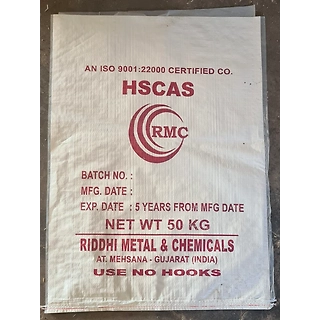 AN ISO 9001:22000 CERTIFIED CO.
HSCAS
RMC
BATCH NO. :
MFG. DATE :
EXP. DATE : 5 YEARS FROM MFG DATE
NET WT 50 KG
RIDDHI METAL & CHEMICALS
AT. MEHSANA - GUJARAT (INDIA)
USE NO HOOKS